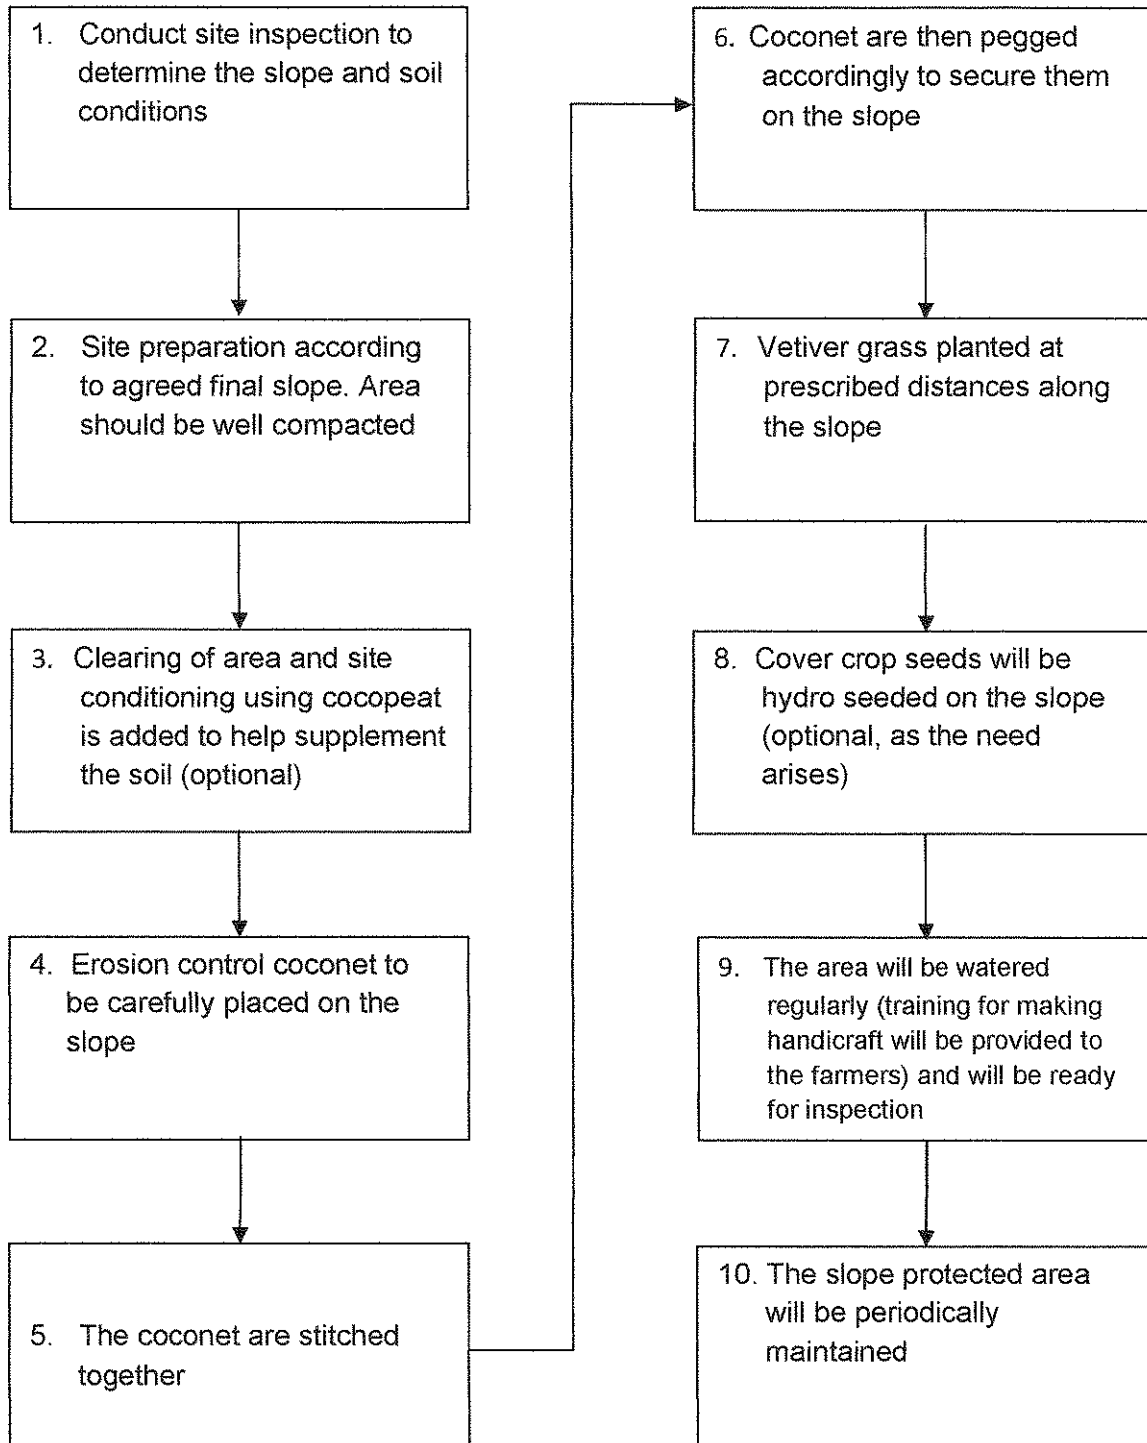 1. Conduct site inspection to
determine the slope and soil
conditions
2. Site preparation according
to agreed final slope. Area
should be well compacted
3. Clearing of area and site
conditioning using cocopeat
is added to help supplement
the soil (optional)
4. Erosion control coconet to
be carefully placed on the
slope
5. The coconet are stitched
together
6. Coconet are then pegged
accordingly to secure them
on the slope
7. Vetiver grass planted at
prescribed distances along
the slope
8. Cover crop seeds will be
hydro seeded on the slope
(optional, as the need
arises)
9. The area will be watered
regularly (training for making
handicraft will be provided to
the farmers) and will be ready
for inspection
10. The slope protected area
will be periodically
maintained